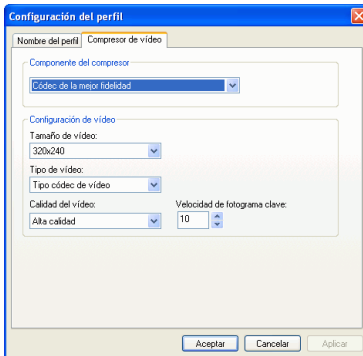 Configuración del perfil
Nombre del perfil
Compresor de vídeo
Componente del compresor
Códec de la mejor fidelidad
Configuración de vídeo
Tamaño de vídeo:
320x240
Tipo de vídeo:
Tipo códec de vídeo
Calidad del vídeo:
Velocidad de fotograma clave:
Alta calidad
10
Aceptar
Cancelar
Aplicar